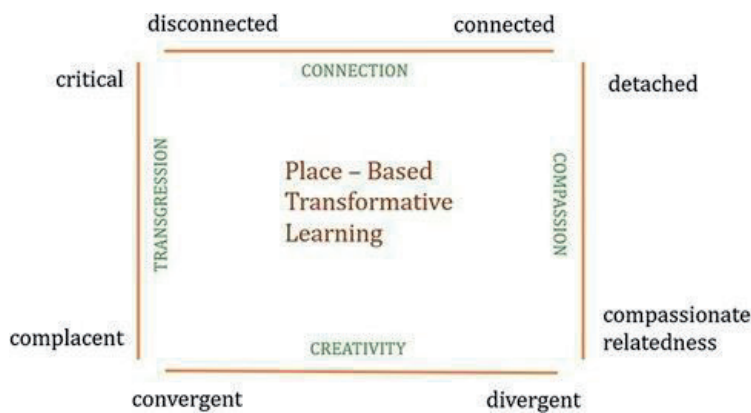 disconnected connected
CONNECTION
critical detached
TRANSGRESSION
Place – Based
Transformative
Learning
COMPASSION
complacent compassionate
relatedness
CREATIVITY
convergent divergent